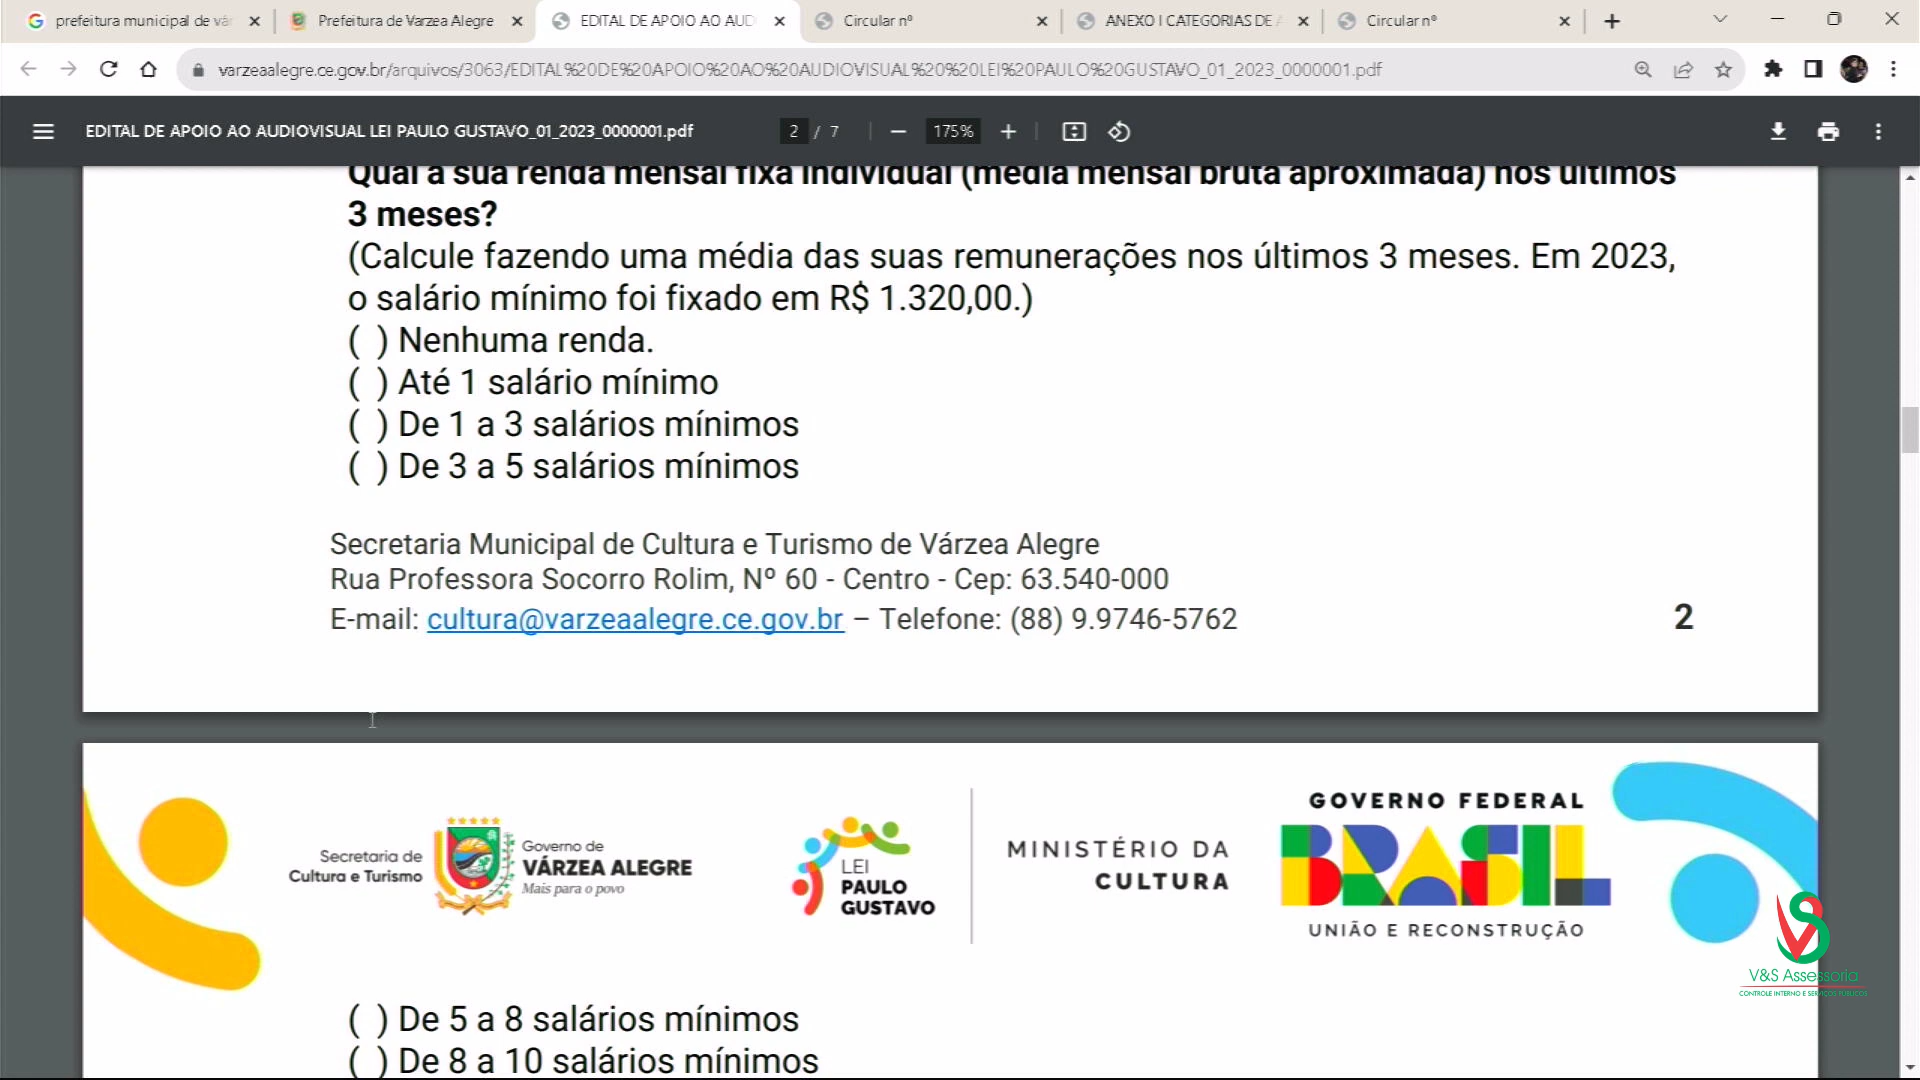 prefeitura municipal de vár
Prefeitura de Varzea Alegre
EDITAL DE APOIO AO AUD
Circular nº
ANEXO I CATEGORIAS DE A
Circular nº
varzeaalegre.ce.gov.br/arquivos/3063/EDITAL%20DE%20APOIO%20AO%20AUDIOVISUAL%20%20LEI%20PAULO%20GUSTAVO_01_2023_0000001.pdf
EDITAL DE APOIO AO AUDIOVISUAL LEI PAULO GUSTAVO_01_2023_0000001.pdf
2 / 7
175%
Qual a sua renda mensal fixa individual (média mensal bruta aproximada) nos últimos
3 meses?
(Calcule fazendo uma média das suas remunerações nos últimos 3 meses. Em 2023,
o salário mínimo foi fixado em R$ 1.320,00.)
( ) Nenhuma renda.
( ) Até 1 salário mínimo
( ) De 1 a 3 salários mínimos
( ) De 3 a 5 salários mínimos
Secretaria Municipal de Cultura e Turismo de Várzea Alegre
Rua Professora Socorro Rolim, Nº 60 - Centro - Cep: 63.540-000
E-mail: cultura@varzeaalegre.ce.gov.br – Telefone: (88) 9.9746-5762
2
Secretaria de
Cultura e Turismo
Governo de
VÁRZEA ALEGRE
Mais para o povo
LEI
PAULO
GUSTAVO
MINISTÉRIO DA
CULTURA
GOVERNO FEDERAL
BRASIL
UNIÃO E RECONSTRUÇÃO
V&S Assessoria
CONTROLE INTERNO E SERVIÇOS PÚBLICOS
( ) De 5 a 8 salários mínimos
( ) De 8 a 10 salários mínimos